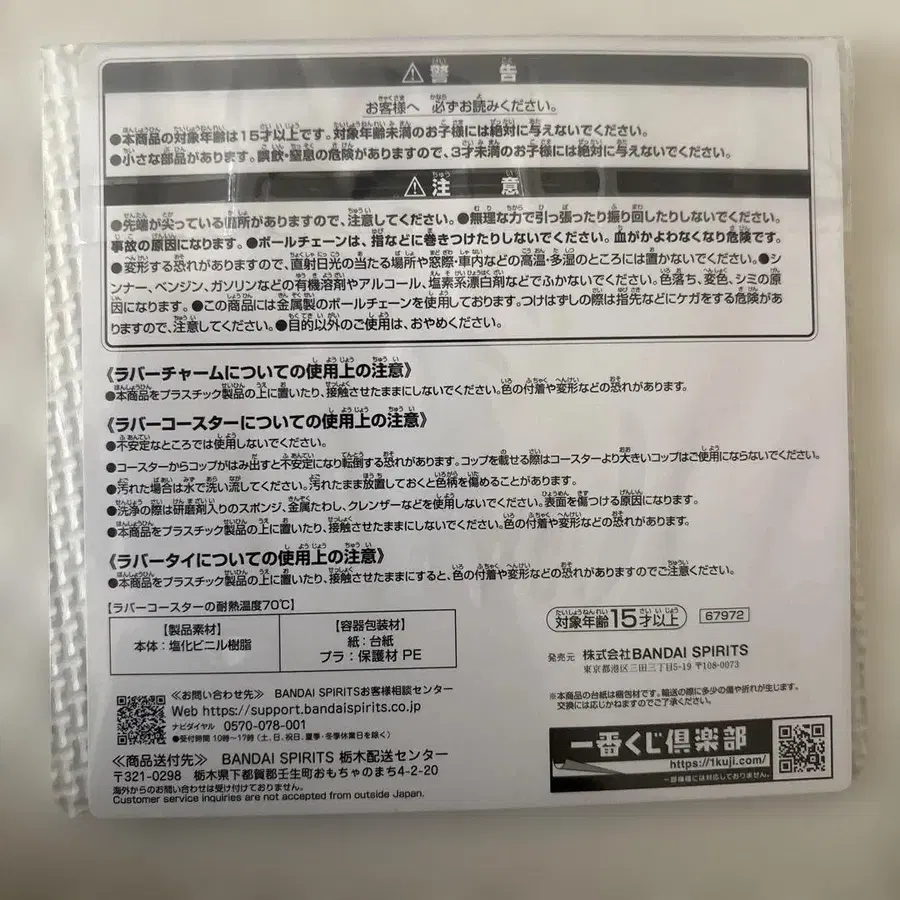 ⚠警告
お客様へ 必ずお読みください。
●本商品の対象年齢は15才以上です。対象年齢未満のお子様には絶対に与えないでください。
●小さな部品があります。誤飲・窒息の危険がありますので、3才未満のお子様には絶対に与えないでください。
⚠注意
●先端が尖っている箇所がありますので、注意してください。●無理な力で引っ張ったり振り回したりしないでください。
事故の原因になります。●ボールチェーンは、指などに巻きつけたりしないでください。血がかよわなくなり危険です。
●変形する恐れがありますので、直射日光の当たる場所や窓際・車内などの高温・多湿のところには置かないでください。●シ
ンナー、ベンジン、ガソリンなどの有機溶剤やアルコール、塩素系漂白剤などでふかないでください。色落ち、変色、シミの原
因になります。●この商品には金属製のボールチェーンを使用しております。つけはずしの際は指先などにケガをする危険があ
りますので、注意してください。●目的以外のご使用は、おやめください。
《ラバーチャームについての使用上の注意》
●本商品をプラスチック製品の上に置いたり、接触させたままにしないでください。色の付着や変形などの恐れがあります。
《ラバーコースターについての使用上の注意》
●不安定なところでは使用しないでください。
●コースターからコップがはみ出すと不安定になり転倒する恐れがあります。コップを載せる際はコースターより大きいコップはご使用にならないでください。
●汚れた場合は水で洗い流してください。汚れたまま放置しておくと色柄を傷めることがあります。
●洗浄の際は研磨剤入りのスポンジ、金属たわし、クレンザーなどを使用しないでください。表面を傷つける原因になります。
●本商品をプラスチック製品の上に置いたり、接触させたままにしないでください。色の付着や変形などの恐れがあります。
《ラバータイについての使用上の注意》
●本商品をプラスチック製品の上に置いたり、接触させたままにすると、色の付着や変形などの恐れがありますのでご注意ください。
【ラバーコースターの耐熱温度70℃】
【製品素材】
本体：塩化ビニル樹脂
【容器包装材】
紙：台紙
プラ：保護材 PE
対象年齢15才以上
67972
発売元 株式会社BANDAI SPIRITS
東京都港区三田三丁目5-19 〒108-0073
※本商品の台紙は梱包材です。輸送の際に多少の傷や折れが生じます。
交換には応じかねますのでご了承ください。
≪お問い合わせ先≫ BANDAI SPIRITSお客様相談センター
Web https://support.bandaispirits.co.jp
ナビダイヤル 0570-078-001
●受付時間 10時～17時(土、日、祝日、夏季・冬季休業日を除く)
≪商品送付先≫ BANDAI SPIRITS 栃木配送センター
〒321-0298 栃木県下都賀郡壬生町おもちゃのまち4-2-20
海外からのお問い合わせは受け付けておりません。
Customer service inquiries are not accepted from outside Japan.
一番くじ倶楽部
https://1kuji.com/
一部機種には対応しておりません。